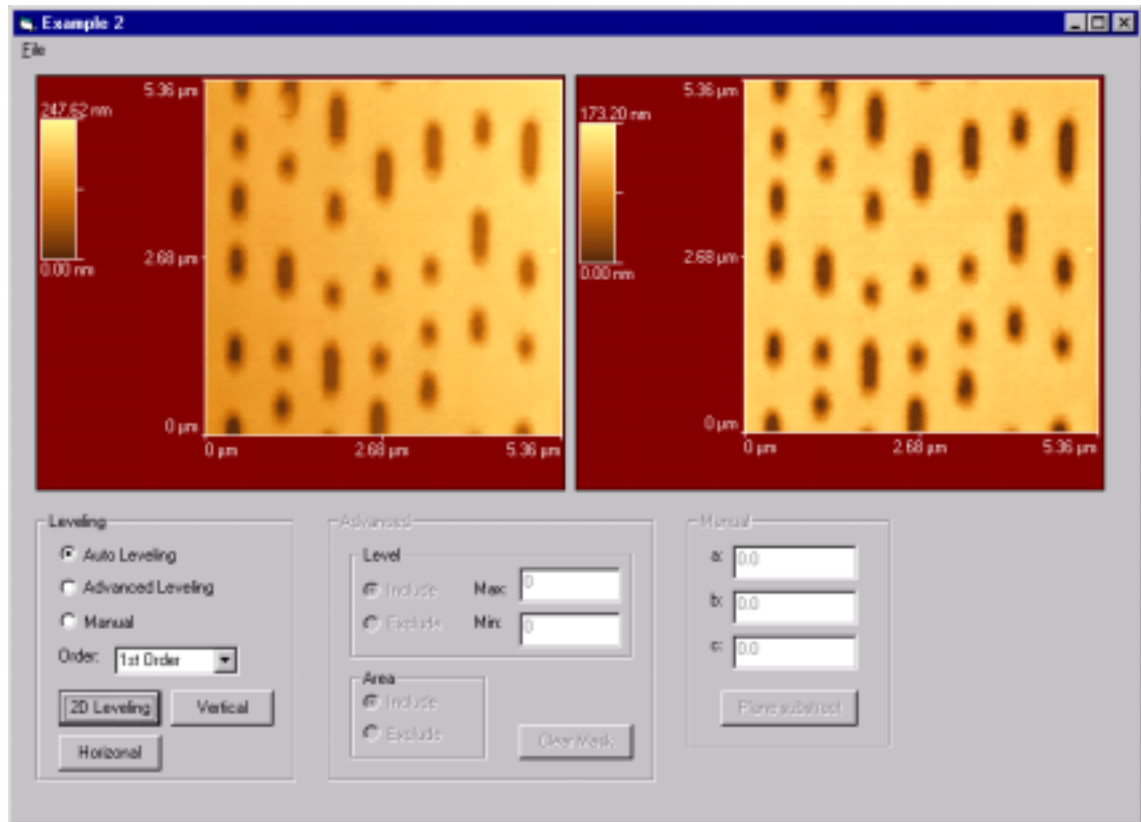 Example 2
File
247.62 nm
0.00 nm
5.36 µm
2.68 µm
0 µm
0 µm
2.68 µm
5.36 µm
173.20 nm
0.00 nm
5.36 µm
2.68 µm
0 µm
0 µm
2.68 µm
5.36 µm
Leveling
Auto Leveling
Advanced Leveling
Manual
Order: 1st Order
2D Leveling Vertical
Horizonal
Advanced
Level
Include Max: 0
Exclude Min: 0
Area
Include
Exclude
Clear Mask
Manual
a: 0.0
b: 0.0
c: 0.0
Plane substract